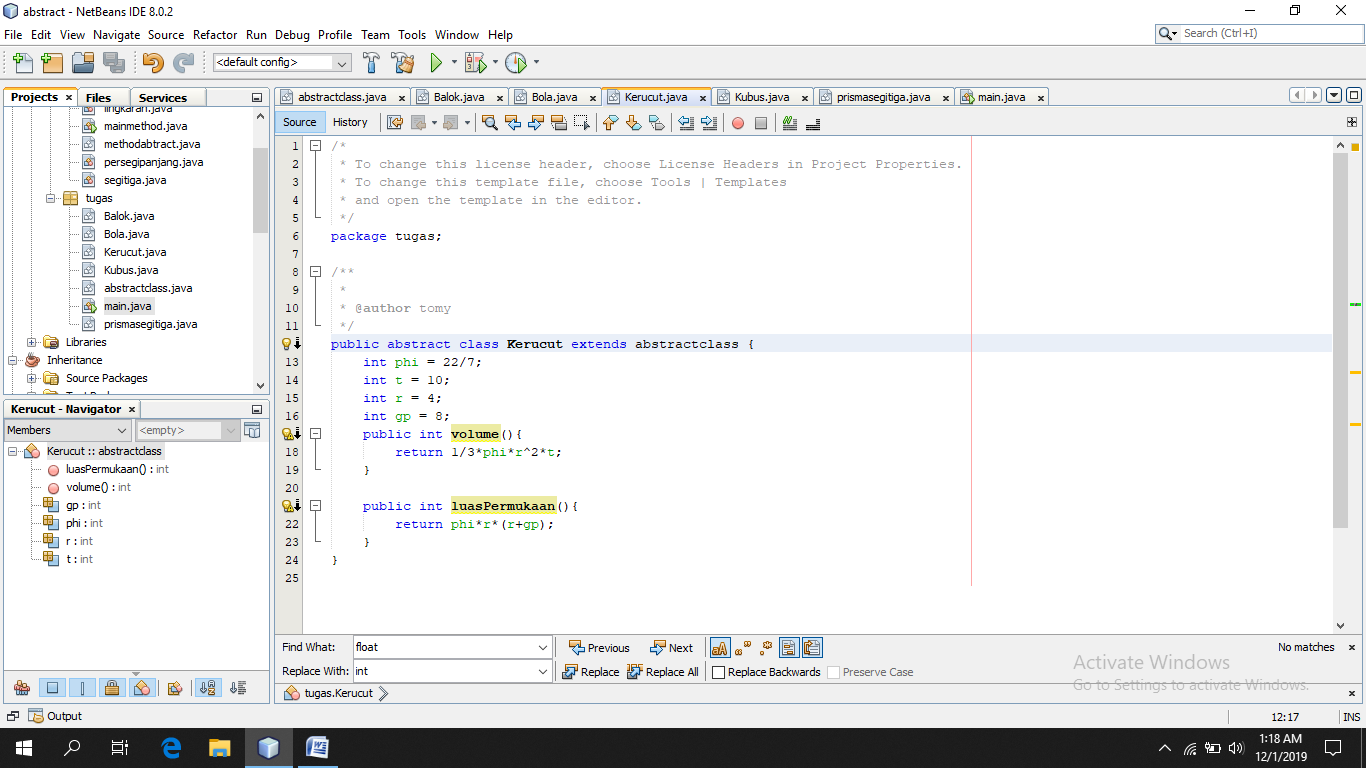 abstract - NetBeans IDE 8.0.2
File Edit View Navigate Source Refactor Run Debug Profile Team Tools Window Help
Search (Ctrl+I)
<default config>
Projects Files Services
lingkaran.java
mainmethod.java
methodabtract.java
persegipanjang.java
segitiga.java
tugas
Balok.java
Bola.java
Kerucut.java
Kubus.java
abstractclass.java
main.java
prismasegitiga.java
Libraries
Inheritance
Source Packages
Kerucut - Navigator
Members <empty>
Kerucut :: abstractclass
luasPermukaan() : int
volume() : int
gp : int
phi : int
r : int
t : int
abstractclass.java Balok.java Bola.java Kerucut.java Kubus.java prismasegitiga.java main.java
Source History
1 /*
2 * To change this license header, choose License Headers in Project Properties.
3 * To change this template file, choose Tools | Templates
4 * and open the template in the editor.
5 */
6 package tugas;
7
8 /**
9 *
10 * @author tomy
11 */
public abstract class Kerucut extends abstractclass {
13 int phi = 22/7;
14 int t = 10;
15 int r = 4;
16 int gp = 8;
public int volume(){
18 return 1/3*phi*r^2*t;
19 }
20
public int luasPermukaan(){
22 return phi*r*(r+gp);
23 }
24 }
25
Find What: float Previous Next No matches
Replace With: int Replace Replace All Replace Backwards Preserve Case
Activate Windows
Go to Settings to activate Windows.
tugas.Kerucut
Output
12:17 INS
1:18 AM
12/1/2019